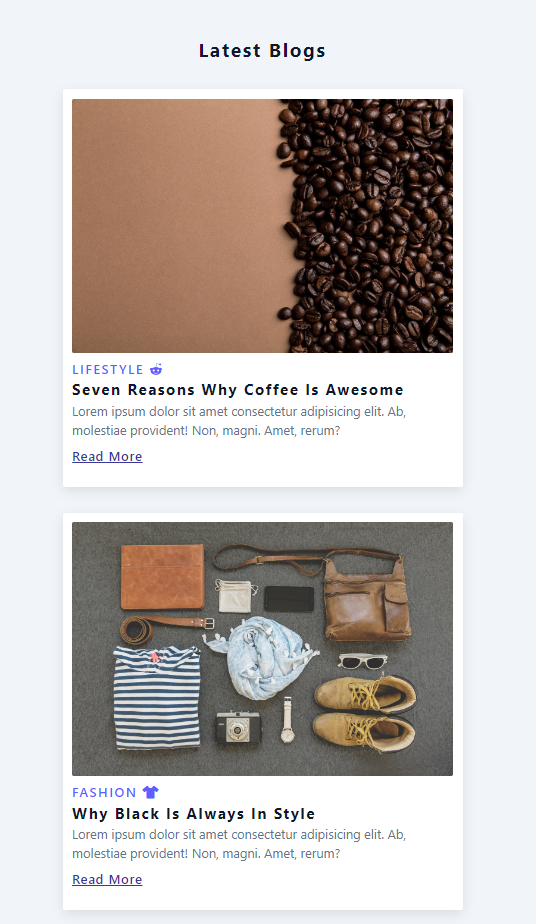 Latest Blogs
LIFESTYLE
Seven Reasons Why Coffee Is Awesome
Lorem ipsum dolor sit amet consectetur adipisicing elit. Ab,
molestiae provident! Non, magni. Amet, rerum?
Read More
FASHION
Why Black Is Always In Style
Lorem ipsum dolor sit amet consectetur adipisicing elit. Ab,
molestiae provident! Non, magni. Amet, rerum?
Read More